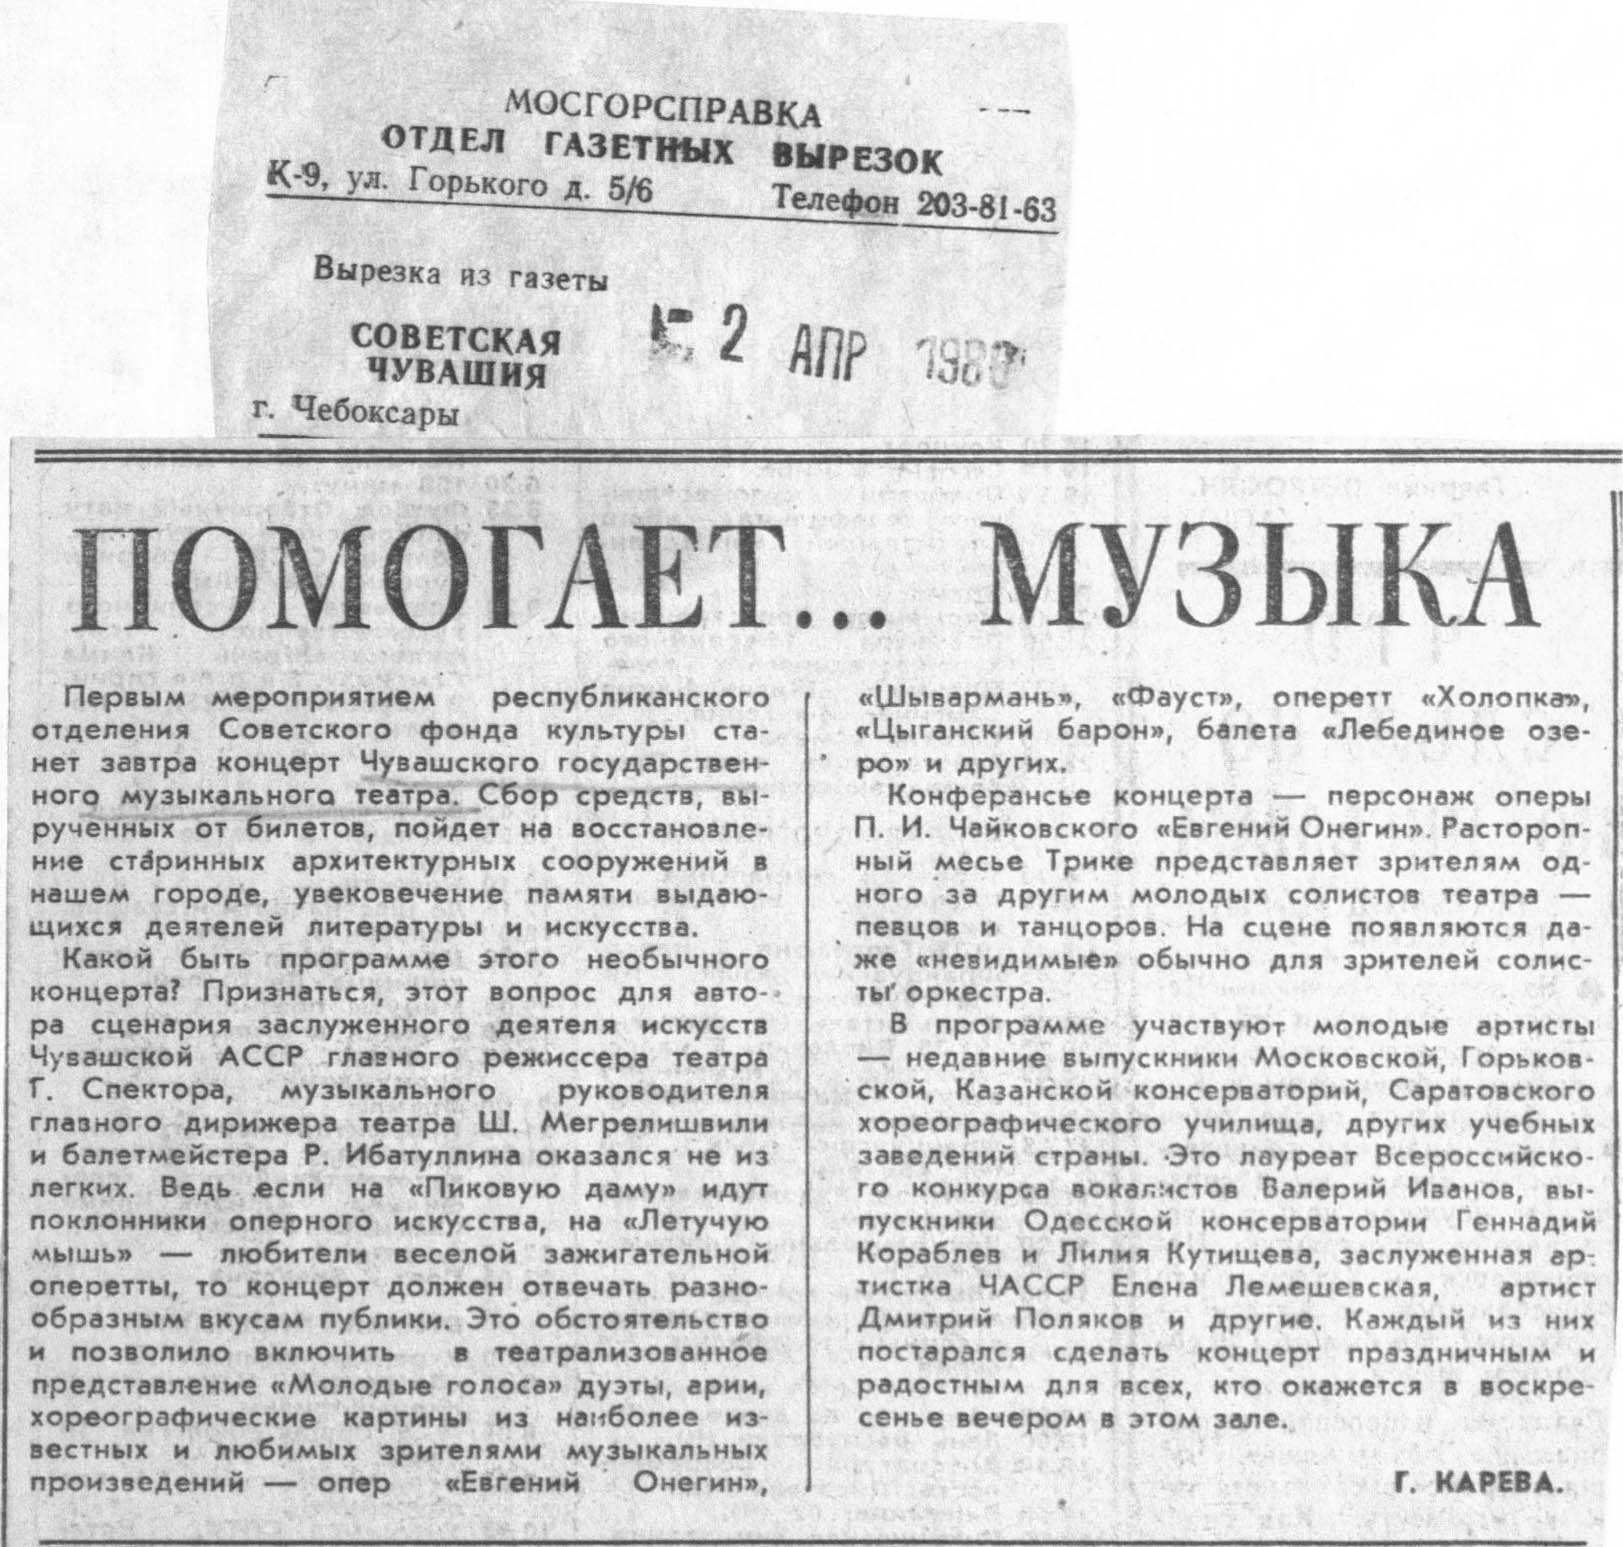 МОСГОРСПРАВКА
ОТДЕЛ ГАЗЕТНЫХ ВЫРЕЗОК
К-9, ул. Горького д. 5/6 Телефон 203-81-63
Вырезка из газеты
СОВЕТСКАЯ
ЧУВАШИЯ
2 АПР
г. Чебоксары
ПОМОГАЕТ... МУЗЫКА
Первым мероприятием республиканского
отделения Советского фонда культуры ста-
нет завтра концерт Чувашского государствен-
ного музыкального театра. Сбор средств, вы-
рученных от билетов, пойдет на восстановле-
ние старинных архитектурных сооружений в
нашем городе, увековечение памяти выдаю-
щихся деятелей литературы и искусства.
Какой быть программе этого необычного
концерта? Признаться, этот вопрос для авто-
ра сценария заслуженного деятеля искусств
Чувашской АССР главного режиссера театра
Г. Спектора, музыкального руководителя
главного дирижера театра Ш. Мегрелишвили
и балетмейстера Р. Ибатуллина оказался не из
легких. Ведь если на «Пиковую даму» идут
поклонники оперного искусства, на «Летучую
мышь» — любители веселой зажигательной
оперетты, то концерт должен отвечать разно-
образным вкусам публики. Это обстоятельство
и позволило включить в театрализованное
представление «Молодые голоса» дуэты, арии,
хореографические картины из наиболее из-
вестных и любимых зрителями музыкальных
произведений — опер «Евгений Онегин»,
«Шывармань», «Фауст», оперетт «Холопка»,
«Цыганский барон», балета «Лебединое озе-
ро» и других.
Конферансье концерта — персонаж оперы
П. И. Чайковского «Евгений Онегин». Расторoп-
ный месье Трике представляет зрителям од-
ного за другим молодых солистов театра —
певцов и танцоров. На сцене появляются да-
же «невидимые» обычно для зрителей солис-
ты оркестра.
В программе участвуют молодые артисты
— недавние выпускники Московской, Горьков-
ской, Казанской консерваторий, Саратовского
хореографического училища, других учебных
заведений страны. Это лауреат Всероссийско-
го конкурса вокалистов Валерий Иванов, вы-
пускники Одесской консерватории Геннадий
Кораблев и Лилия Кутищева, заслуженная ар-
тистка ЧАССР Елена Лемешевская, артист
Дмитрий Поляков и другие. Каждый из них
постарался сделать концерт праздничным и
радостным для всех, кто окажется в воскре-
сенье вечером в этом зале.
Г. КАРЕВА.